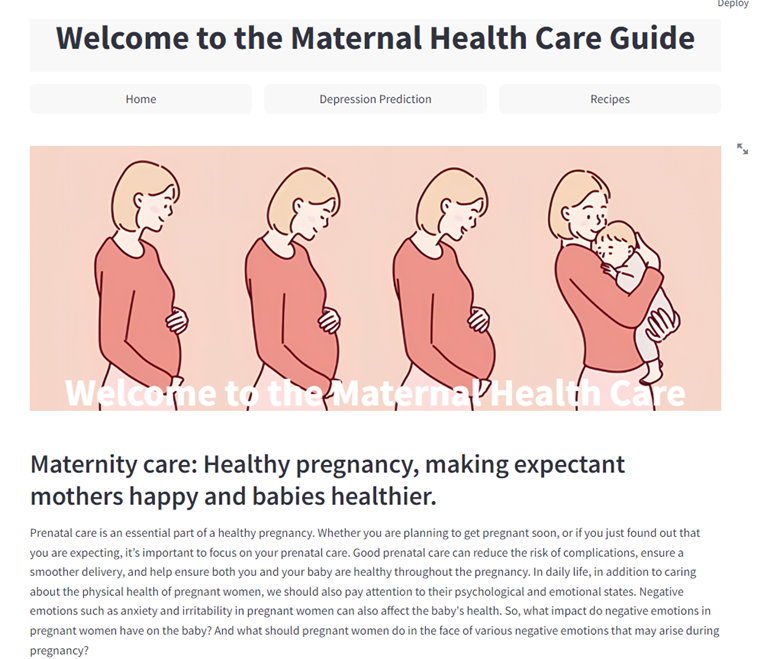 Deploy
Welcome to the Maternal Health Care Guide
Home
Depression Prediction
Recipes
Welcome to the Maternal Health Care
Maternity care: Healthy pregnancy, making expectant
mothers happy and babies healthier.
Prenatal care is an essential part of a healthy pregnancy. Whether you are planning to get pregnant soon, or if you just found out that
you are expecting, it's important to focus on your prenatal care. Good prenatal care can reduce the risk of complications, ensure a
smoother delivery, and help ensure both you and your baby are healthy throughout the pregnancy. In daily life, in addition to caring
about the physical health of pregnant women, we should also pay attention to their psychological and emotional states. Negative
emotions such as anxiety and irritability in pregnant women can also affect the baby's health. So, what impact do negative emotions in
pregnant women have on the baby? And what should pregnant women do in the face of various negative emotions that may arise during
pregnancy?